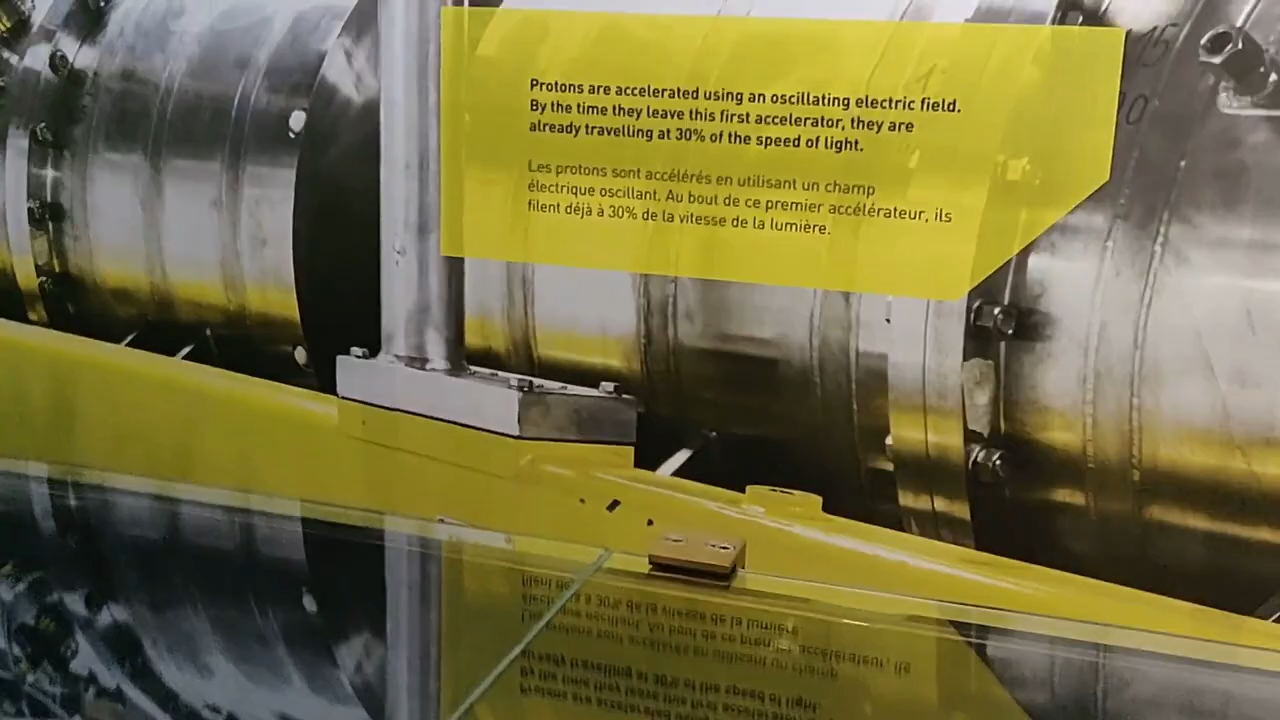 Protons are accelerated using an oscillating electric field.
By the time they leave this first accelerator, they are
already travelling at 30% of the speed of light.
Les protons sont accélérés en utilisant un champ
électrique oscillant. Au bout de ce premier accélérateur, ils
filent déjà à 30% de la vitesse de la lumière.
15